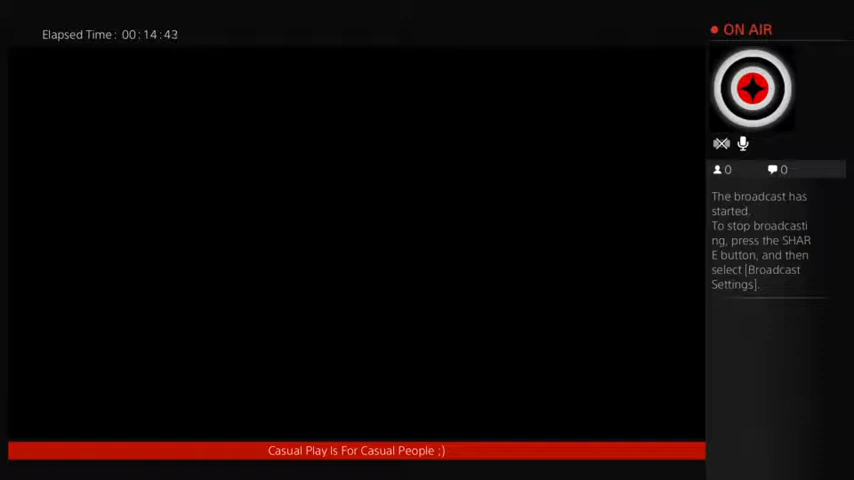 Elapsed Time: 00:14:43
ON AIR
0 0
The broadcast has
started.
To stop broadcasti
ng, press the SHAR
E button, and then
select [Broadcast
Settings].
Casual Play Is For Casual People ;)